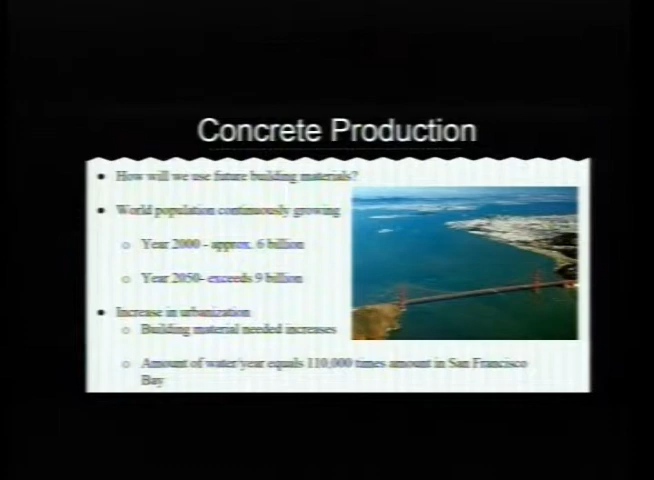 Concrete Production
How will we use future building materials?
World population continuously growing
Year 2000 - approx. 6 billion
Year 2050- exceeds 9 billion
Increase in urbanization
Building material needed increases
Amount of water/year equals 110,000 times amount in San Francisco
Bay